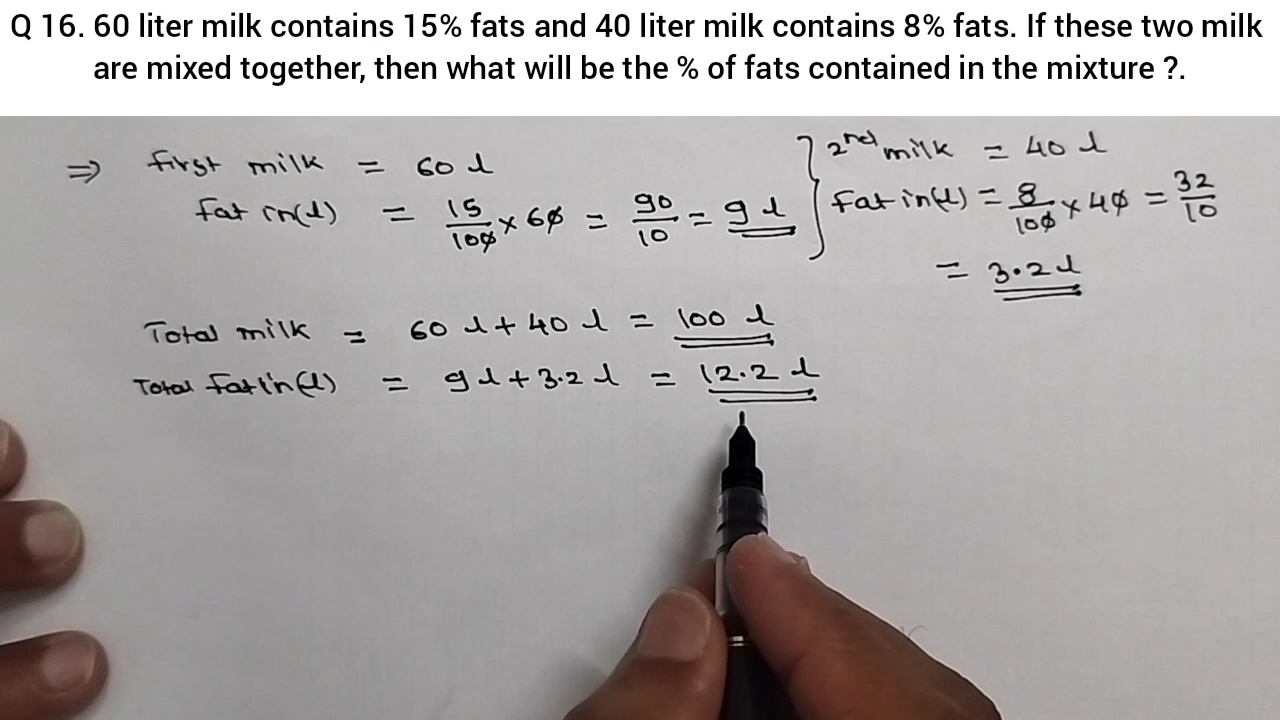 Q 16. 60 liter milk contains 15% fats and 40 liter milk contains 8% fats. If these two milk
are mixed together, then what will be the % of fats contained in the mixture ?.
⇒ first milk = 60 l
fat in(l) = 15/100 × 60 = 90/10 = 9 l
2nd milk = 40 l
fat in(l) = 8/100 × 40 = 32/10
= 3.2 l
Total milk = 60 l + 40 l = 100 l
Total fat in(l) = 9 l + 3.2 l = 12.2 l